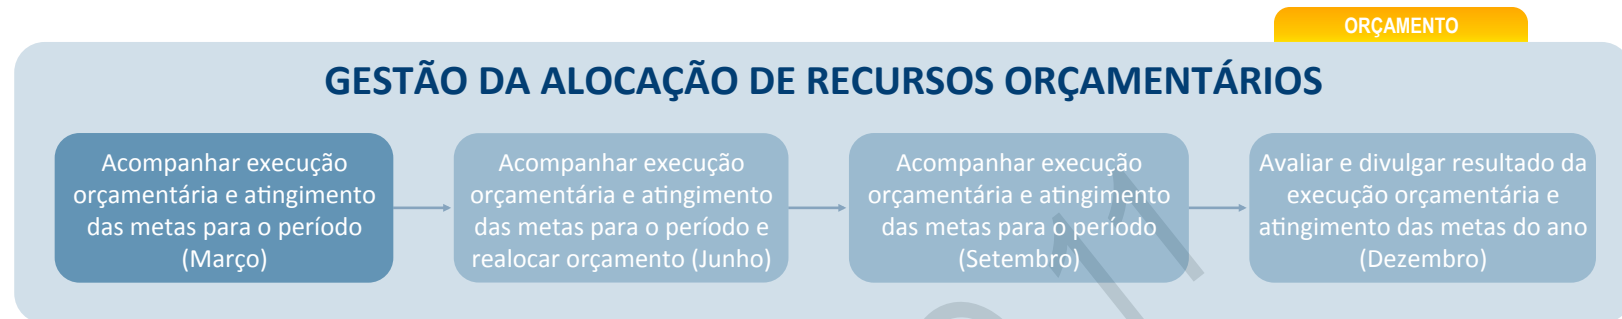 ORÇAMENTO
GESTÃO DA ALOCAÇÃO DE RECURSOS ORÇAMENTÁRIOS
Acompanhar execução
orçamentária e atingimento
das metas para o período
(Março)
Acompanhar execução
orçamentária e atingimento
das metas para o período e
realocar orçamento (Junho)
Acompanhar execução
orçamentária e atingimento
das metas para o período
(Setembro)
Avaliar e divulgar resultado da
execução orçamentária e
atingimento das metas do ano
(Dezembro)